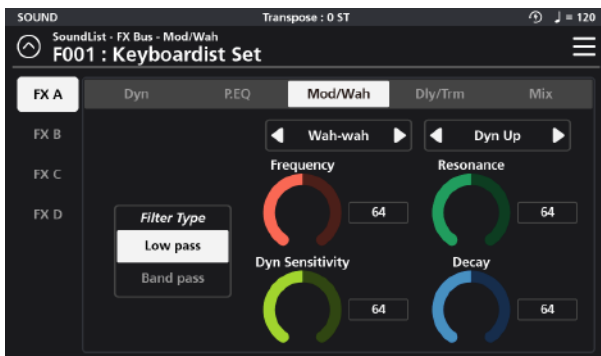 SOUND Transpose : 0 ST ♩ = 120
SoundList - FX Bus - Mod/Wah
F001 : Keyboardist Set
FX A Dyn P.EQ Mod/Wah Dly/Trm Mix
FX B Wah-wah Dyn Up
FX C Frequency Resonance
FX D 64 64
Filter Type
Low pass
Band pass
Dyn Sensitivity Decay
64 64